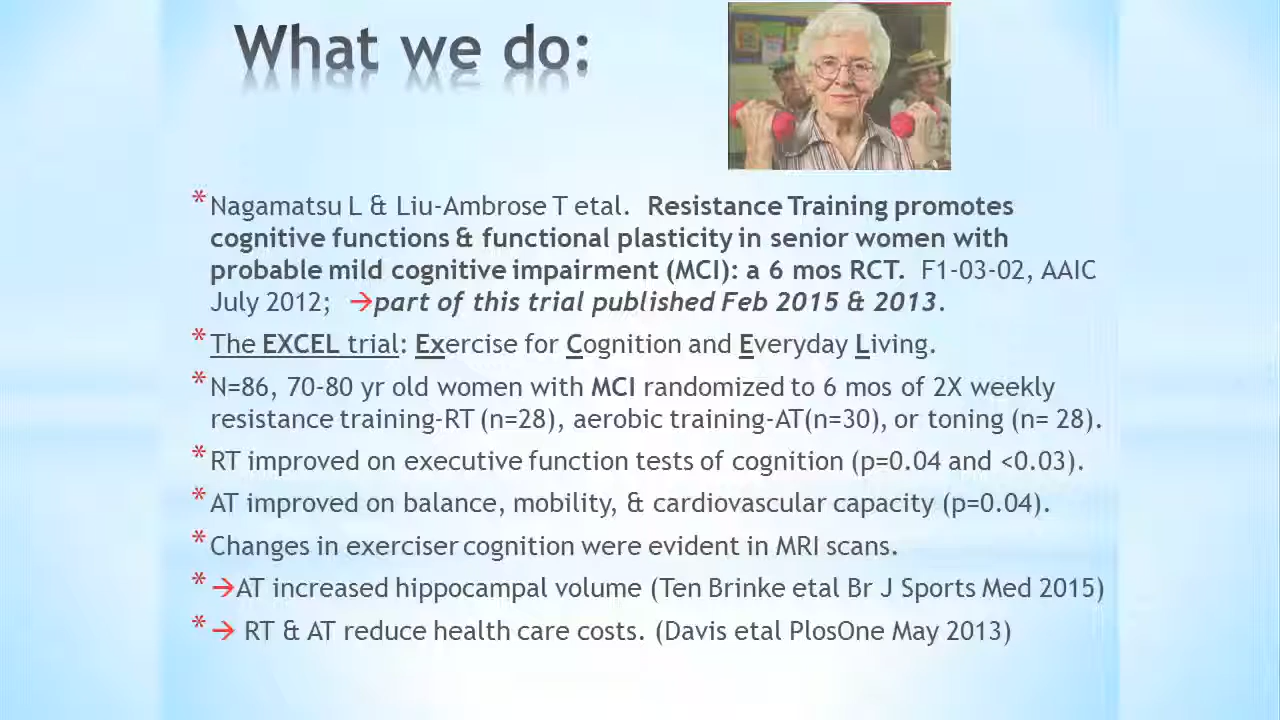 What we do:
* Nagamatsu L & Liu-Ambrose T etal. Resistance Training promotes
cognitive functions & functional plasticity in senior women with
probable mild cognitive impairment (MCI): a 6 mos RCT. F1-03-02, AAIC
July 2012; →part of this trial published Feb 2015 & 2013.
* The EXCEL trial: Exercise for Cognition and Everyday Living.
* N=86, 70-80 yr old women with MCI randomized to 6 mos of 2X weekly
resistance training-RT (n=28), aerobic training-AT(n=30), or toning (n= 28).
* RT improved on executive function tests of cognition (p=0.04 and <0.03).
* AT improved on balance, mobility, & cardiovascular capacity (p=0.04).
* Changes in exerciser cognition were evident in MRI scans.
* →AT increased hippocampal volume (Ten Brinke etal Br J Sports Med 2015)
* → RT & AT reduce health care costs. (Davis etal PlosOne May 2013)